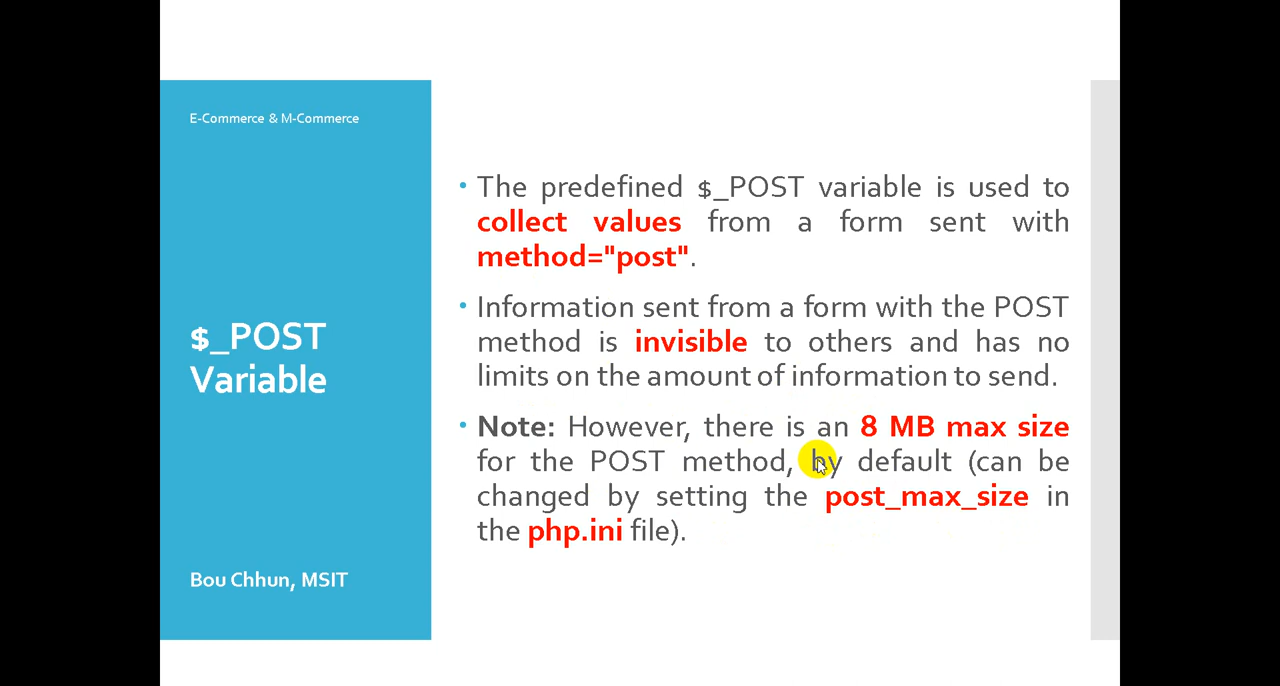 E-Commerce & M-Commerce
$_POST
Variable
Bou Chhun, MSIT
• The predefined $_POST variable is used to
collect values from a form sent with
method="post".
• Information sent from a form with the POST
method is invisible to others and has no
limits on the amount of information to send.
• Note: However, there is an 8 MB max size
for the POST method, by default (can be
changed by setting the post_max_size in
the php.ini file).